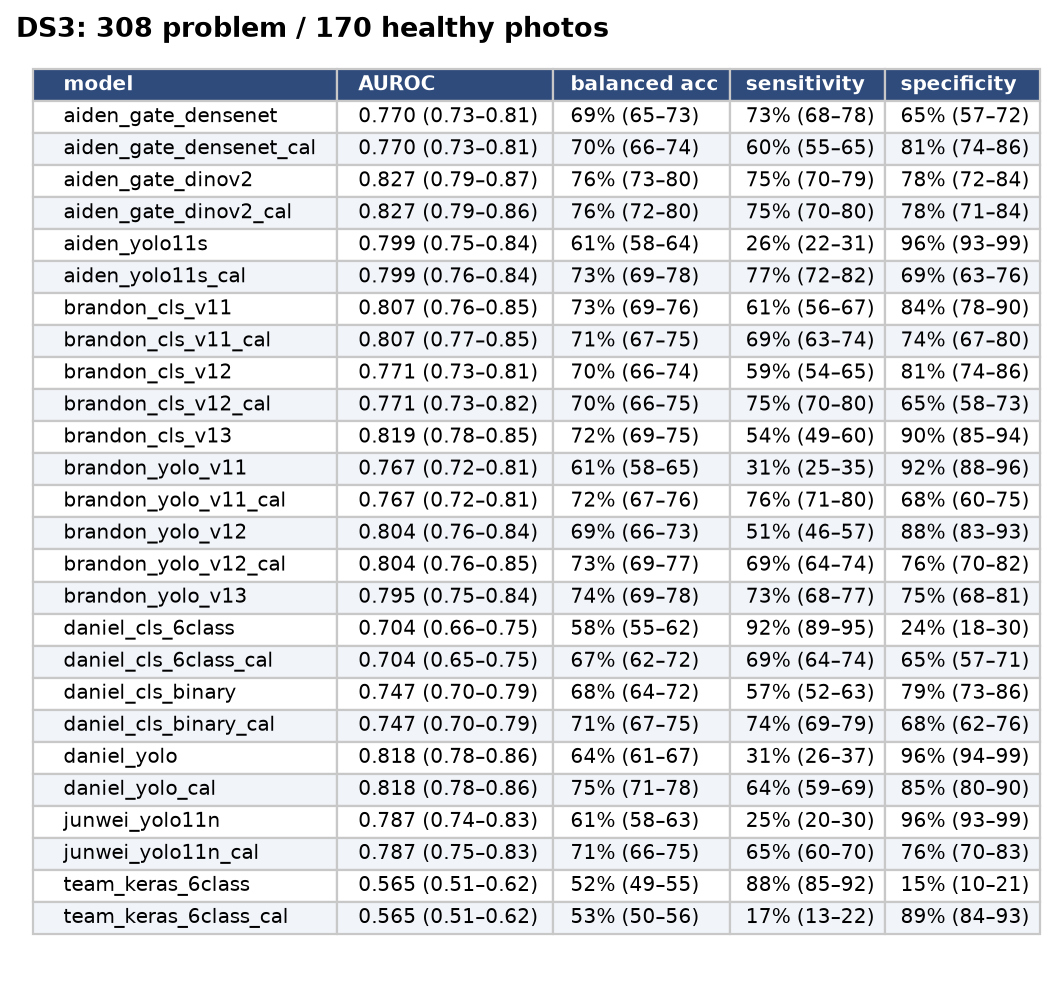 DS3: 308 problem / 170 healthy photos
model AUROC balanced acc sensitivity specificity
aiden_gate_densenet 0.770 (0.73–0.81) 69% (65–73) 73% (68–78) 65% (57–72)
aiden_gate_densenet_cal 0.770 (0.73–0.81) 70% (66–74) 60% (55–65) 81% (74–86)
aiden_gate_dinov2 0.827 (0.79–0.87) 76% (73–80) 75% (70–79) 78% (72–84)
aiden_gate_dinov2_cal 0.827 (0.79–0.86) 76% (72–80) 75% (70–80) 78% (71–84)
aiden_yolo11s 0.799 (0.75–0.84) 61% (58–64) 26% (22–31) 96% (93–99)
aiden_yolo11s_cal 0.799 (0.76–0.84) 73% (69–78) 77% (72–82) 69% (63–76)
brandon_cls_v11 0.807 (0.76–0.85) 73% (69–76) 61% (56–67) 84% (78–90)
brandon_cls_v11_cal 0.807 (0.77–0.85) 71% (67–75) 69% (63–74) 74% (67–80)
brandon_cls_v12 0.771 (0.73–0.81) 70% (66–74) 59% (54–65) 81% (74–86)
brandon_cls_v12_cal 0.771 (0.73–0.82) 70% (66–75) 75% (70–80) 65% (58–73)
brandon_cls_v13 0.819 (0.78–0.85) 72% (69–75) 54% (49–60) 90% (85–94)
brandon_yolo_v11 0.767 (0.72–0.81) 61% (58–65) 31% (25–35) 92% (88–96)
brandon_yolo_v11_cal 0.767 (0.72–0.81) 72% (67–76) 76% (71–80) 68% (60–75)
brandon_yolo_v12 0.804 (0.76–0.84) 69% (66–73) 51% (46–57) 88% (83–93)
brandon_yolo_v12_cal 0.804 (0.76–0.85) 73% (69–77) 69% (64–74) 76% (70–82)
brandon_yolo_v13 0.795 (0.75–0.84) 74% (69–78) 73% (68–77) 75% (68–81)
daniel_cls_6class 0.704 (0.66–0.75) 58% (55–62) 92% (89–95) 24% (18–30)
daniel_cls_6class_cal 0.704 (0.65–0.75) 67% (62–72) 69% (64–74) 65% (57–71)
daniel_cls_binary 0.747 (0.70–0.79) 68% (64–72) 57% (52–63) 79% (73–86)
daniel_cls_binary_cal 0.747 (0.70–0.79) 71% (67–75) 74% (69–79) 68% (62–76)
daniel_yolo 0.818 (0.78–0.86) 64% (61–67) 31% (26–37) 96% (94–99)
daniel_yolo_cal 0.818 (0.78–0.86) 75% (71–78) 64% (59–69) 85% (80–90)
junwei_yolo11n 0.787 (0.74–0.83) 61% (58–63) 25% (20–30) 96% (93–99)
junwei_yolo11n_cal 0.787 (0.75–0.83) 71% (66–75) 65% (60–70) 76% (70–83)
team_keras_6class 0.565 (0.51–0.62) 52% (49–55) 88% (85–92) 15% (10–21)
team_keras_6class_cal 0.565 (0.51–0.62) 53% (50–56) 17% (13–22) 89% (84–93)